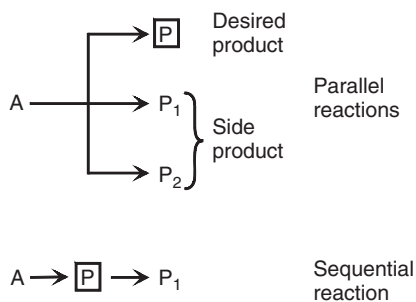 P Desired product
A P₁ Parallel reactions
Side product
P₂
A P P₁ Sequential reaction